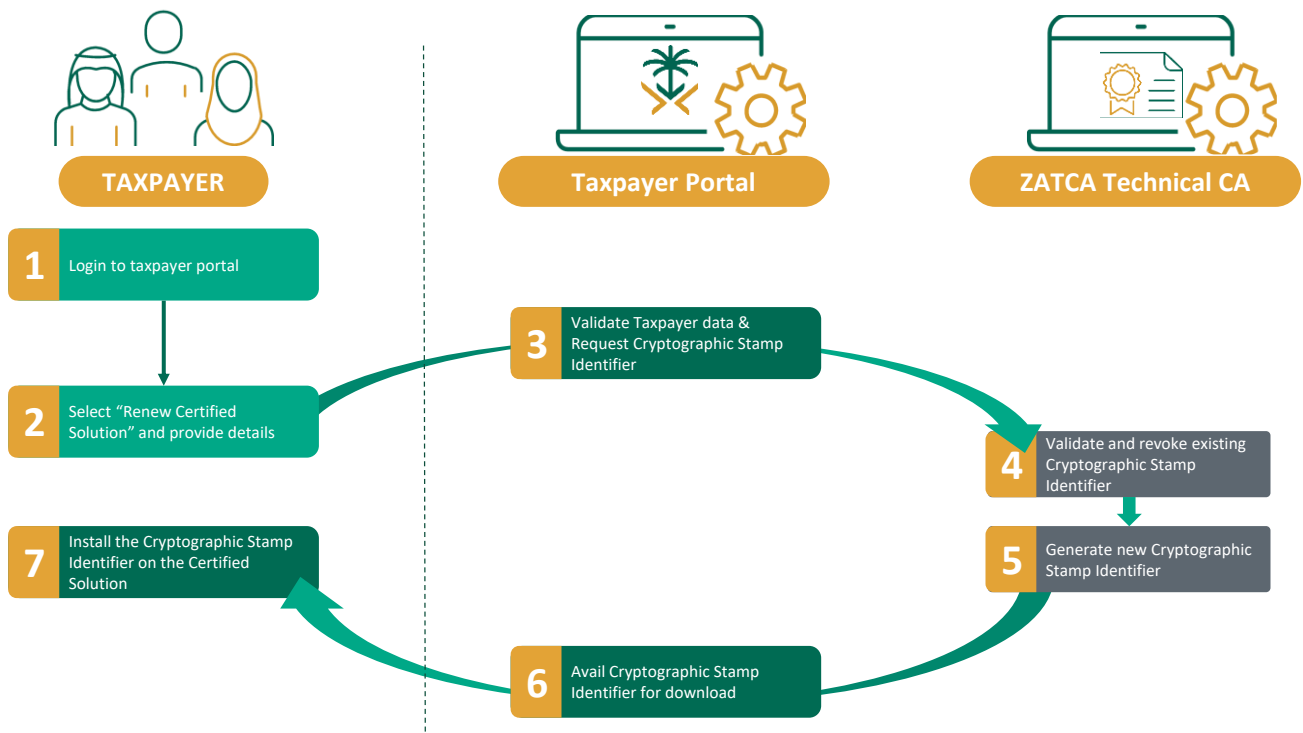 TAXPAYER
Taxpayer Portal
ZATCA Technical CA
1
Login to taxpayer portal
2
Select “Renew Certified
Solution” and provide details
3
Validate Taxpayer data &
Request Cryptographic Stamp
Identifier
4
Validate and revoke existing
Cryptographic Stamp
Identifier
5
Generate new Cryptographic
Stamp Identifier
6
Avail Cryptographic Stamp
Identifier for download
7
Install the Cryptographic Stamp
Identifier on the Certified
Solution